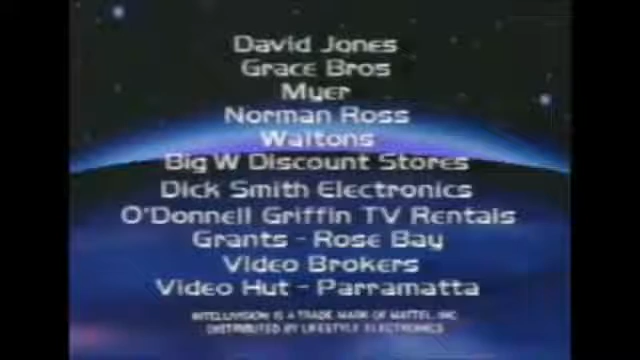 David Jones
Grace Bros
Myer
Norman Ross
Waltons
Big W Discount Stores
Dick Smith Electronics
O'Donnell Griffin TV Rentals
Grants - Rose Bay
Video Brokers
Video Hut - Parramatta
INTELLIVISION IS A TRADE MARK OF MATTEL, INC
DISTRIBUTED BY LIFESTYLE ELECTRONICS